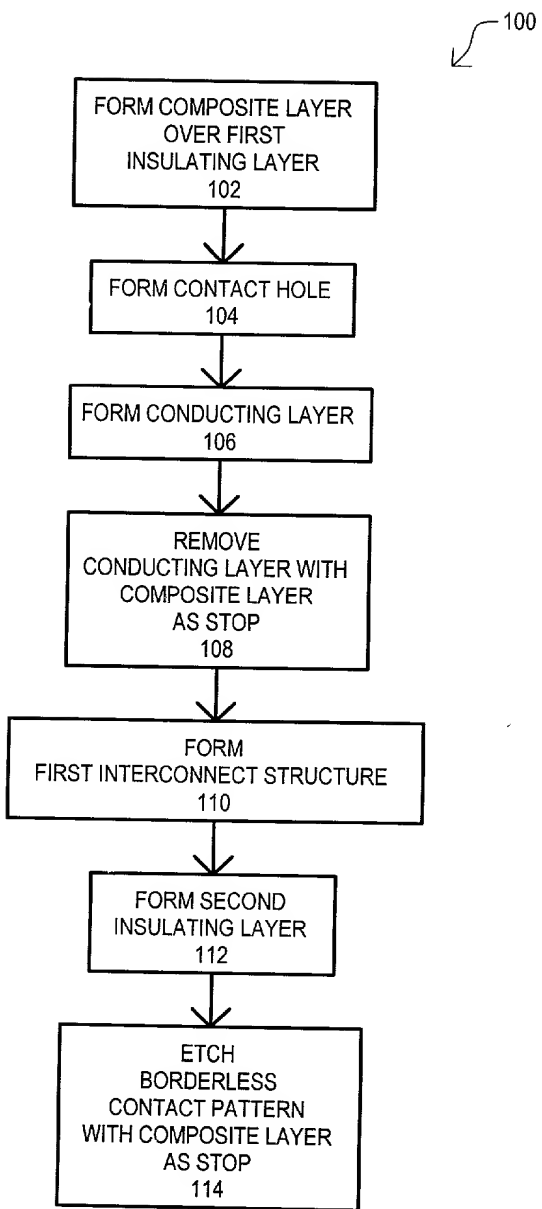 100
FORM COMPOSITE LAYER
OVER FIRST
INSULATING LAYER
102
FORM CONTACT HOLE
104
FORM CONDUCTING LAYER
106
REMOVE
CONDUCTING LAYER WITH
COMPOSITE LAYER
AS STOP
108
FORM
FIRST INTERCONNECT STRUCTURE
110
FORM SECOND
INSULATING LAYER
112
ETCH
BORDERLESS
CONTACT PATTERN
WITH COMPOSITE LAYER
AS STOP
114